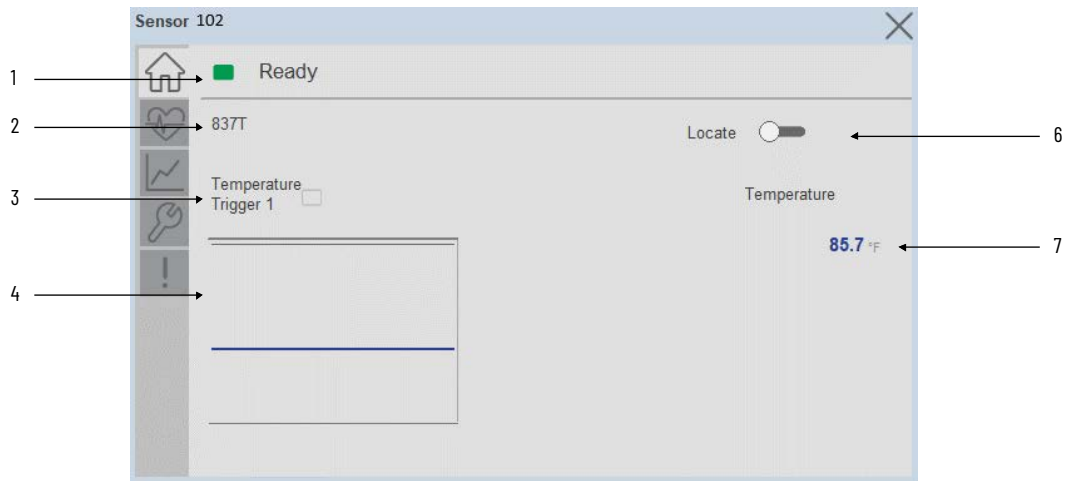 Sensor 102
1
Ready
2
837T
Locate
6
3
Temperature
Trigger 1
Temperature
85.7 °F
7
4
!